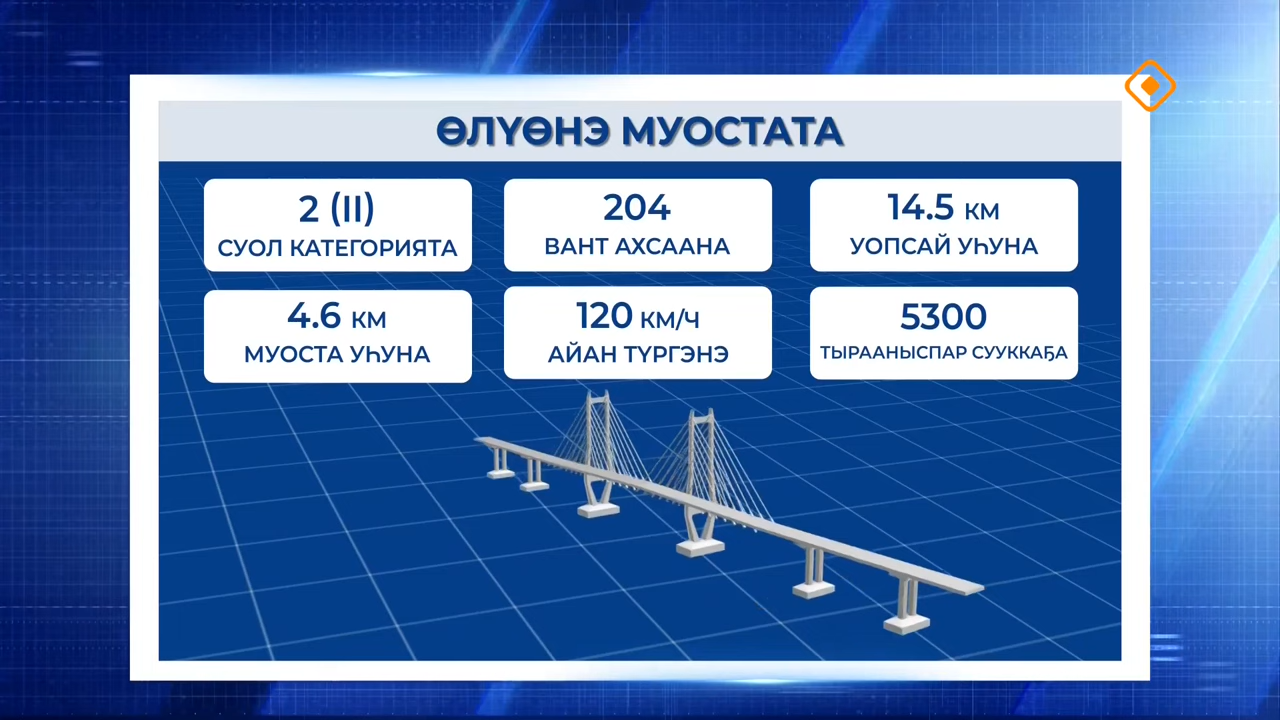 ӨЛҮӨНЭ МУОСТАТА
2 (II)
СУОЛ КАТЕГОРИЯТА
204
ВАНТ АХСААНА
14.5 КМ
УОПСАЙ УҺУНА
4.6 КМ
МУОСТА УҺУНА
120 КМ/Ч
АЙАН ТҮРГЭНЭ
5300
ТЫРААНЫСПАР СУУККАҔА